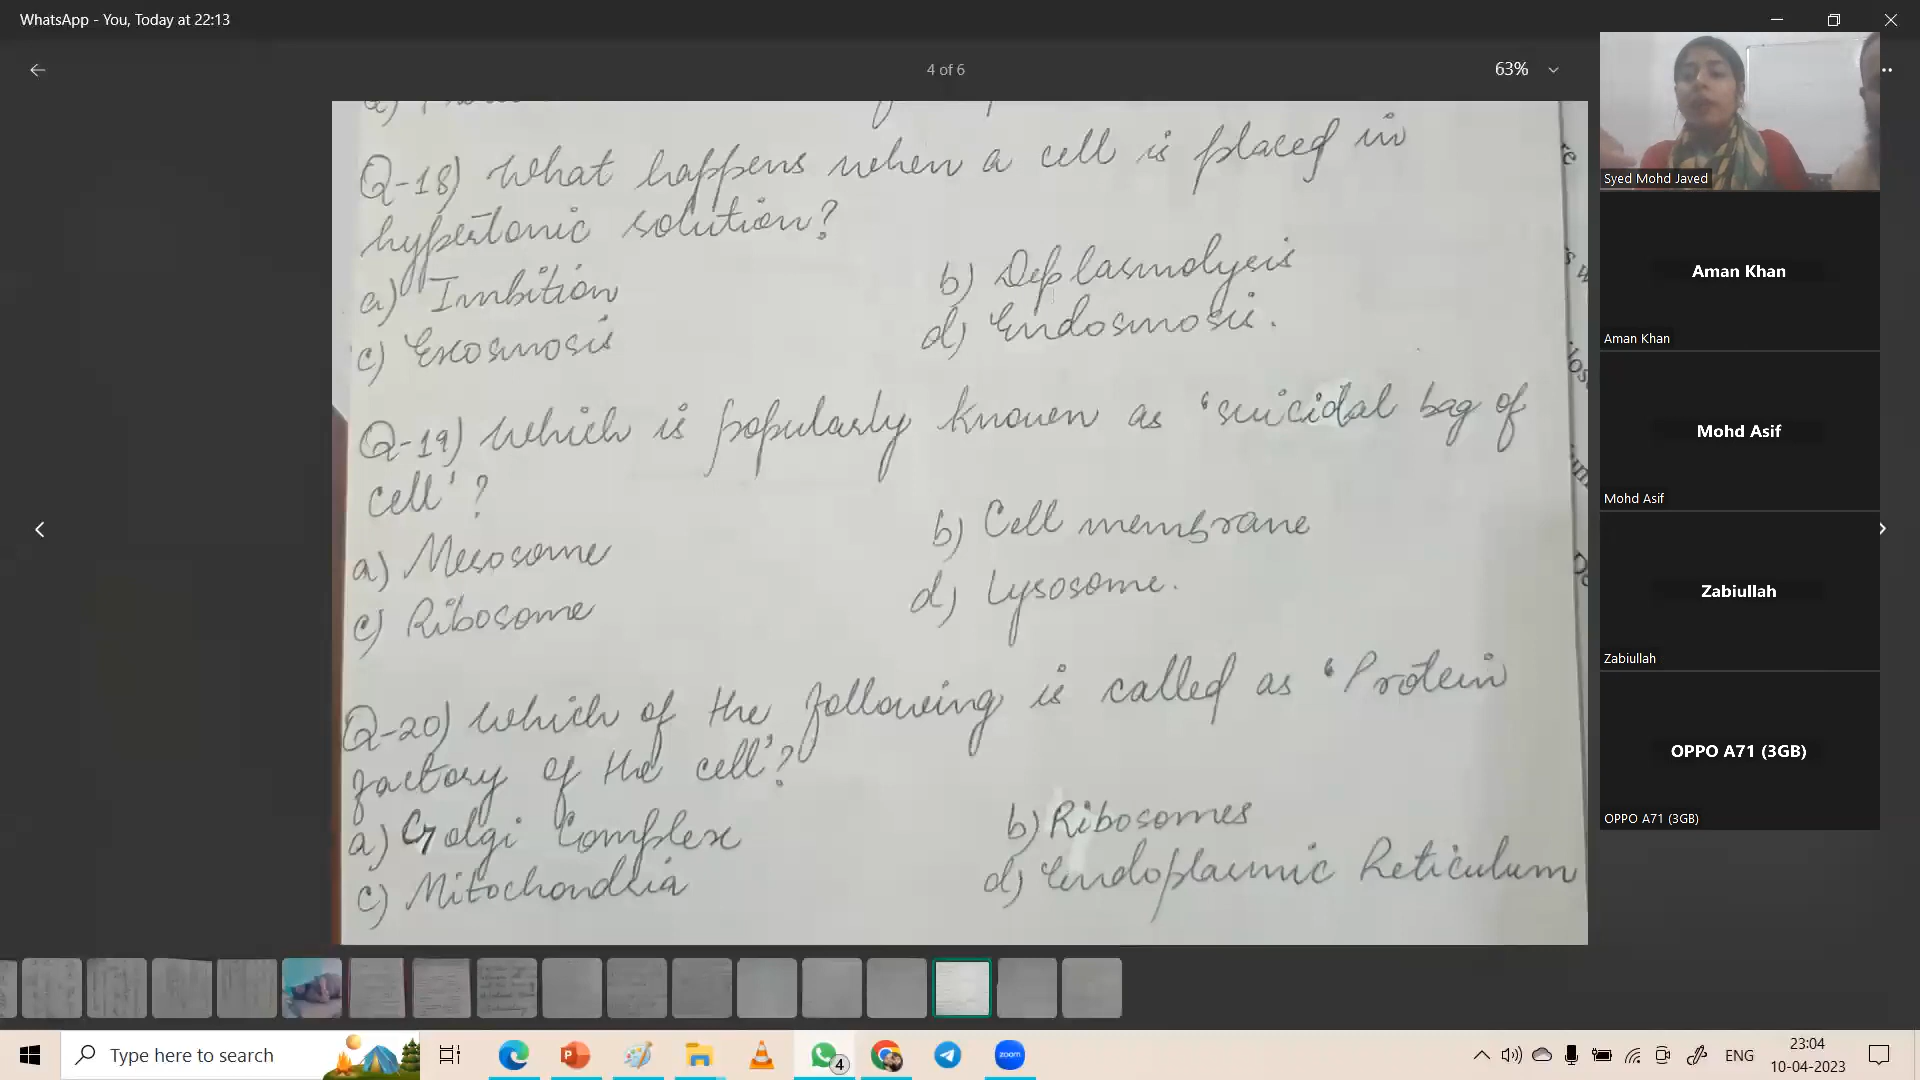 WhatsApp - You, Today at 22:13
4 of 6
63%
Q-18) What happens when a cell is placed in
hypertonic solution?
a) Imbition
b) Deplasmolysis
c) Exosmosis
d) Endosmosis.
Q-19) Which is popularly known as 'suicidal bag of
cell'?
a) Mesosome
b) Cell membrane
c) Ribosome
d) Lysosome.
Q-20) Which of the following is called as 'Protein
factory of the cell'?
a) Golgi Complex
b) Ribosomes
c) Mitochondria
d) Endoplasmic Reticulum
Syed Mohd Javed
Aman Khan
Aman Khan
Mohd Asif
Mohd Asif
Zabiullah
Zabiullah
OPPO A71 (3GB)
OPPO A71 (3GB)
Type here to search
4
zoom
ENG
23:04
10-04-2023